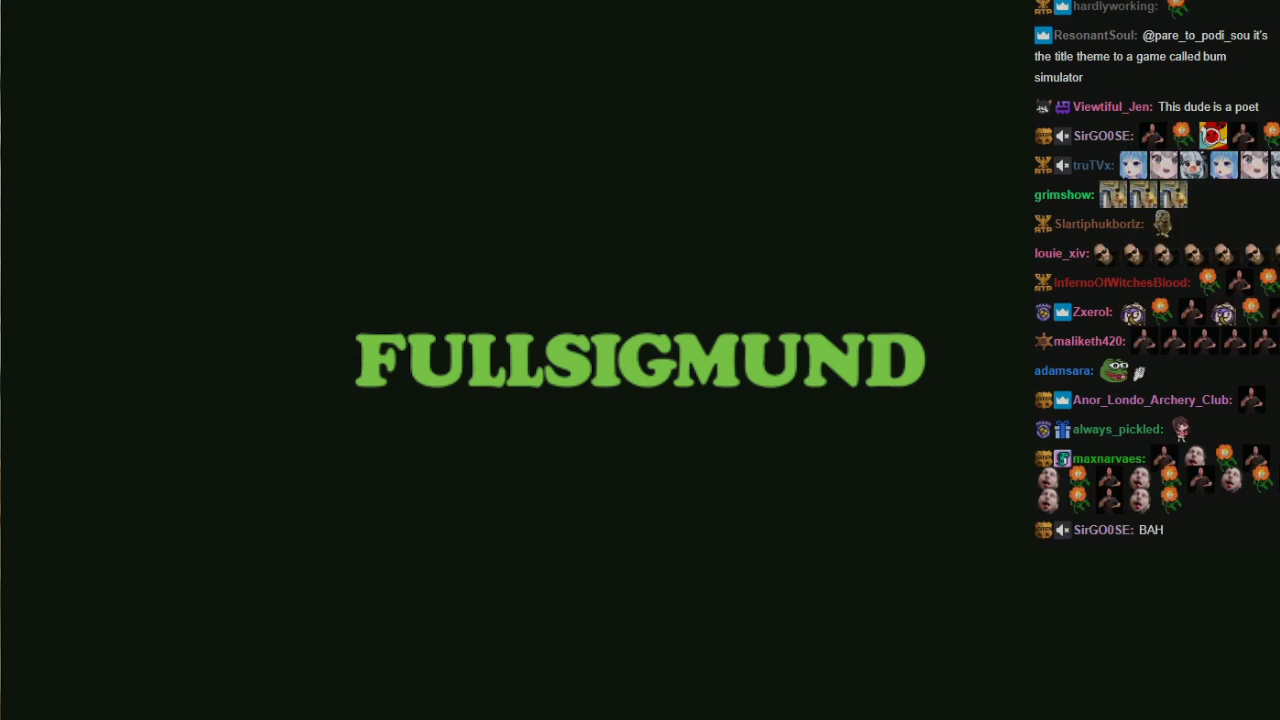 FULLSIGMUND
hardlyworking:
ResonantSoul: @pare_to_podi_sou it's
the title theme to a game called bum
simulator
Viewtiful_Jen: This dude is a poet
SirGO0SE:
truTVx:
grimshow:
Slartiphukborlz:
louie_xiv:
InfernoOfWitchesBlood:
Zxerol:
maliketh420:
adamsara:
Anor_Londo_Archery_Club:
always_pickled:
maxnarvaes:
SirGO0SE: BAH